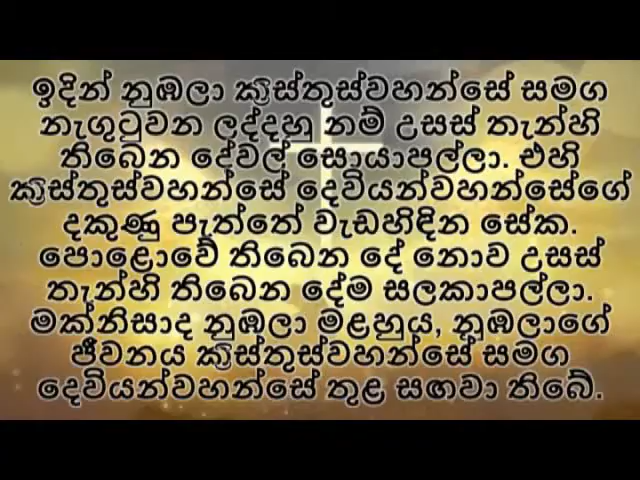 ඉදින් නුඹලා ක්‍රිස්තුස්වහන්සේ සමග
නැගුටුවන ලද්දහු නම් උසස් තැන්හි
තිබෙන දේවල් සොයාපල්ලා. එහි
ක්‍රිස්තුස්වහන්සේ දෙවියන්වහන්සේගේ
දකුණු පැත්තේ වැඩහිඳින සේක.
පොළොවේ තිබෙන දේ නොව උසස්
තැන්හි තිබෙන දේම සලකාපල්ලා.
මක්නිසාද නුඹලා මළහුය, නුඹලාගේ
ජීවනය ක්‍රිස්තුස්වහන්සේ සමග
දෙවියන්වහන්සේ තුළ සඟවා තිබේ.